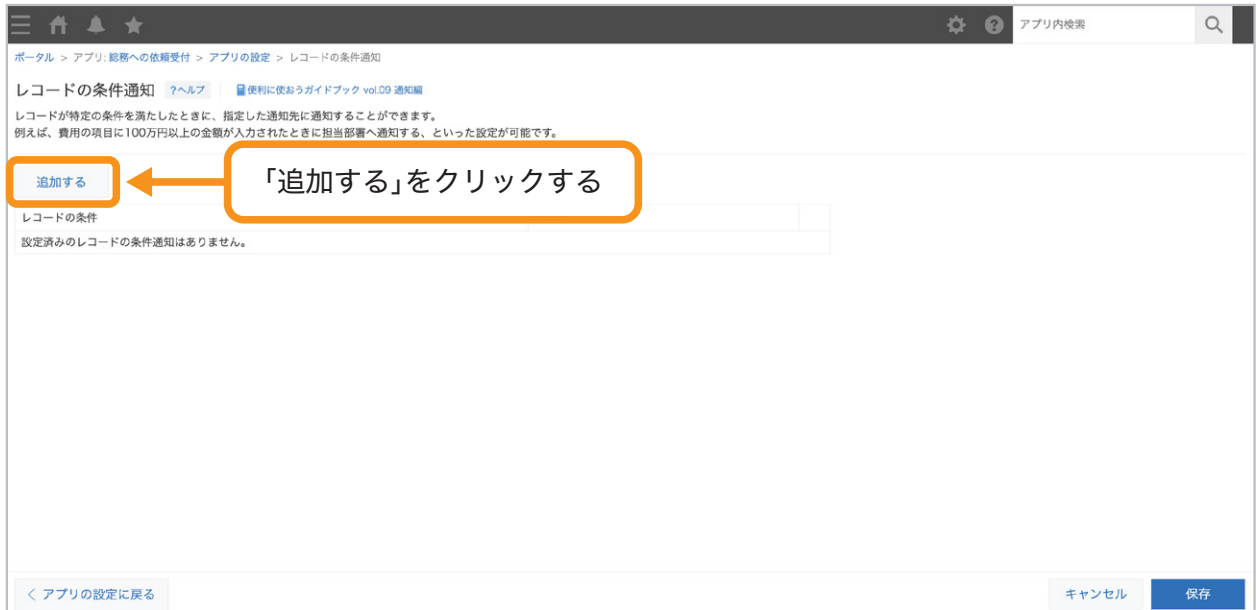 アプリ内検索
ポータル > アプリ: 総務への依頼受付 > アプリの設定 > レコードの条件通知
レコードの条件通知 ?ヘルプ 便利に使おうガイドブック vol.09 通知編
レコードが特定の条件を満たしたときに、指定した通知先に通知することができます。
例えば、費用の項目に100万円以上の金額が入力されたときに担当部署へ通知する、といった設定が可能です。
追加する
「追加する」をクリックする
レコードの条件
設定済みのレコードの条件通知はありません。
< アプリの設定に戻る キャンセル 保存